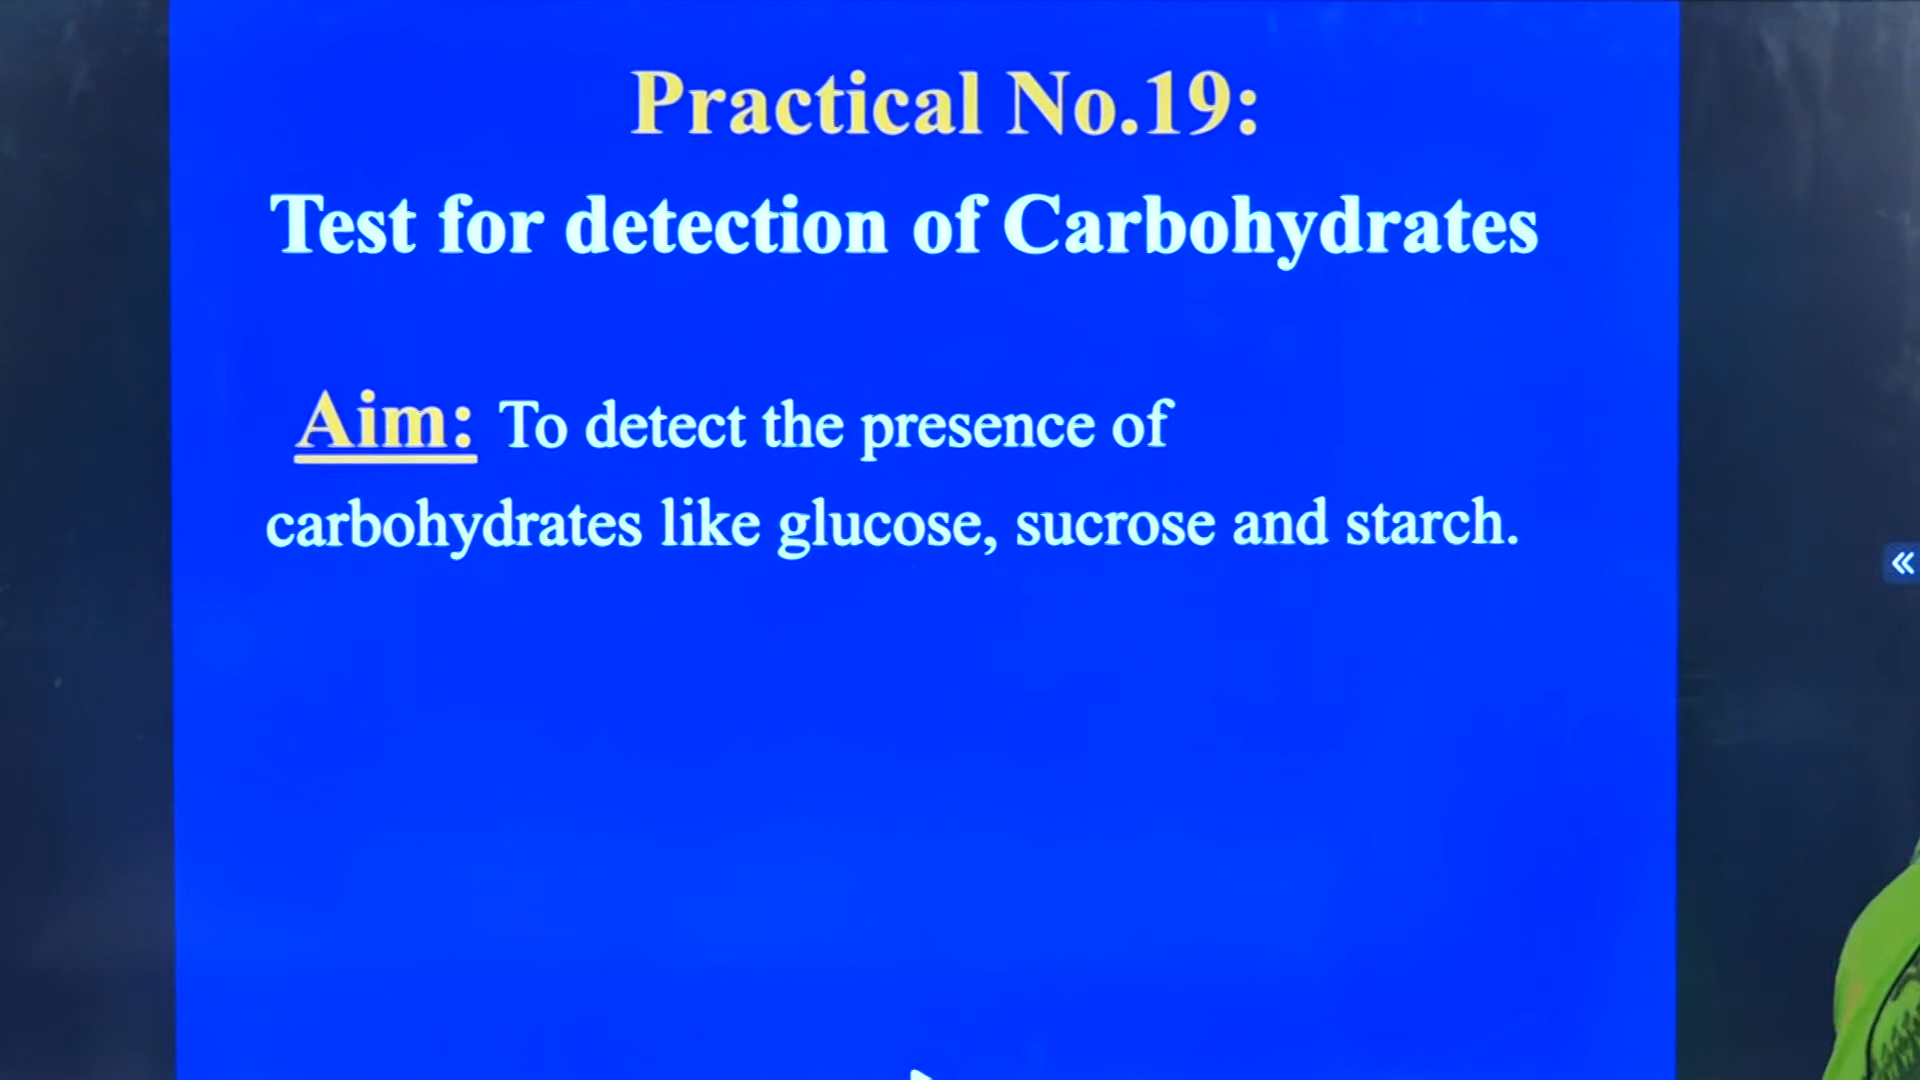 Practical No.19:
Test for detection of Carbohydrates
Aim: To detect the presence of
carbohydrates like glucose, sucrose and starch.